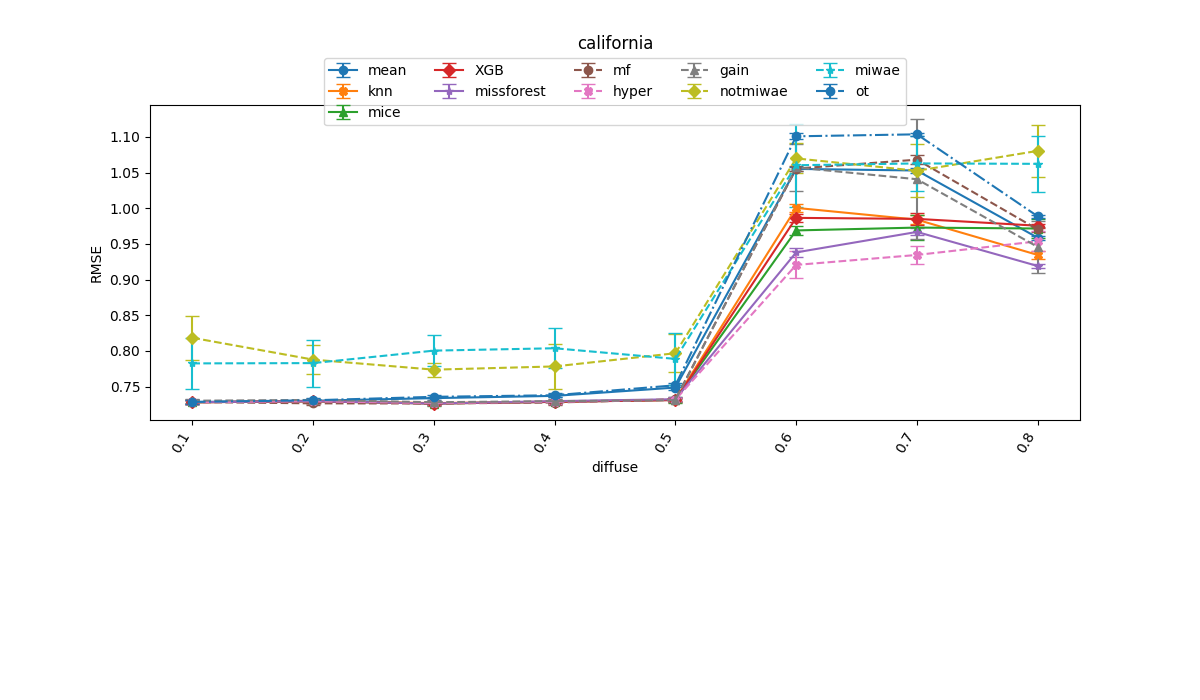 california
mean XGB mf gain miwae
knn missforest hyper notmiwae ot
mice
RMSE
1.10
1.05
1.00
0.95
0.90
0.85
0.80
0.75
0.1 0.2 0.3 0.4 0.5 0.6 0.7 0.8
diffuse